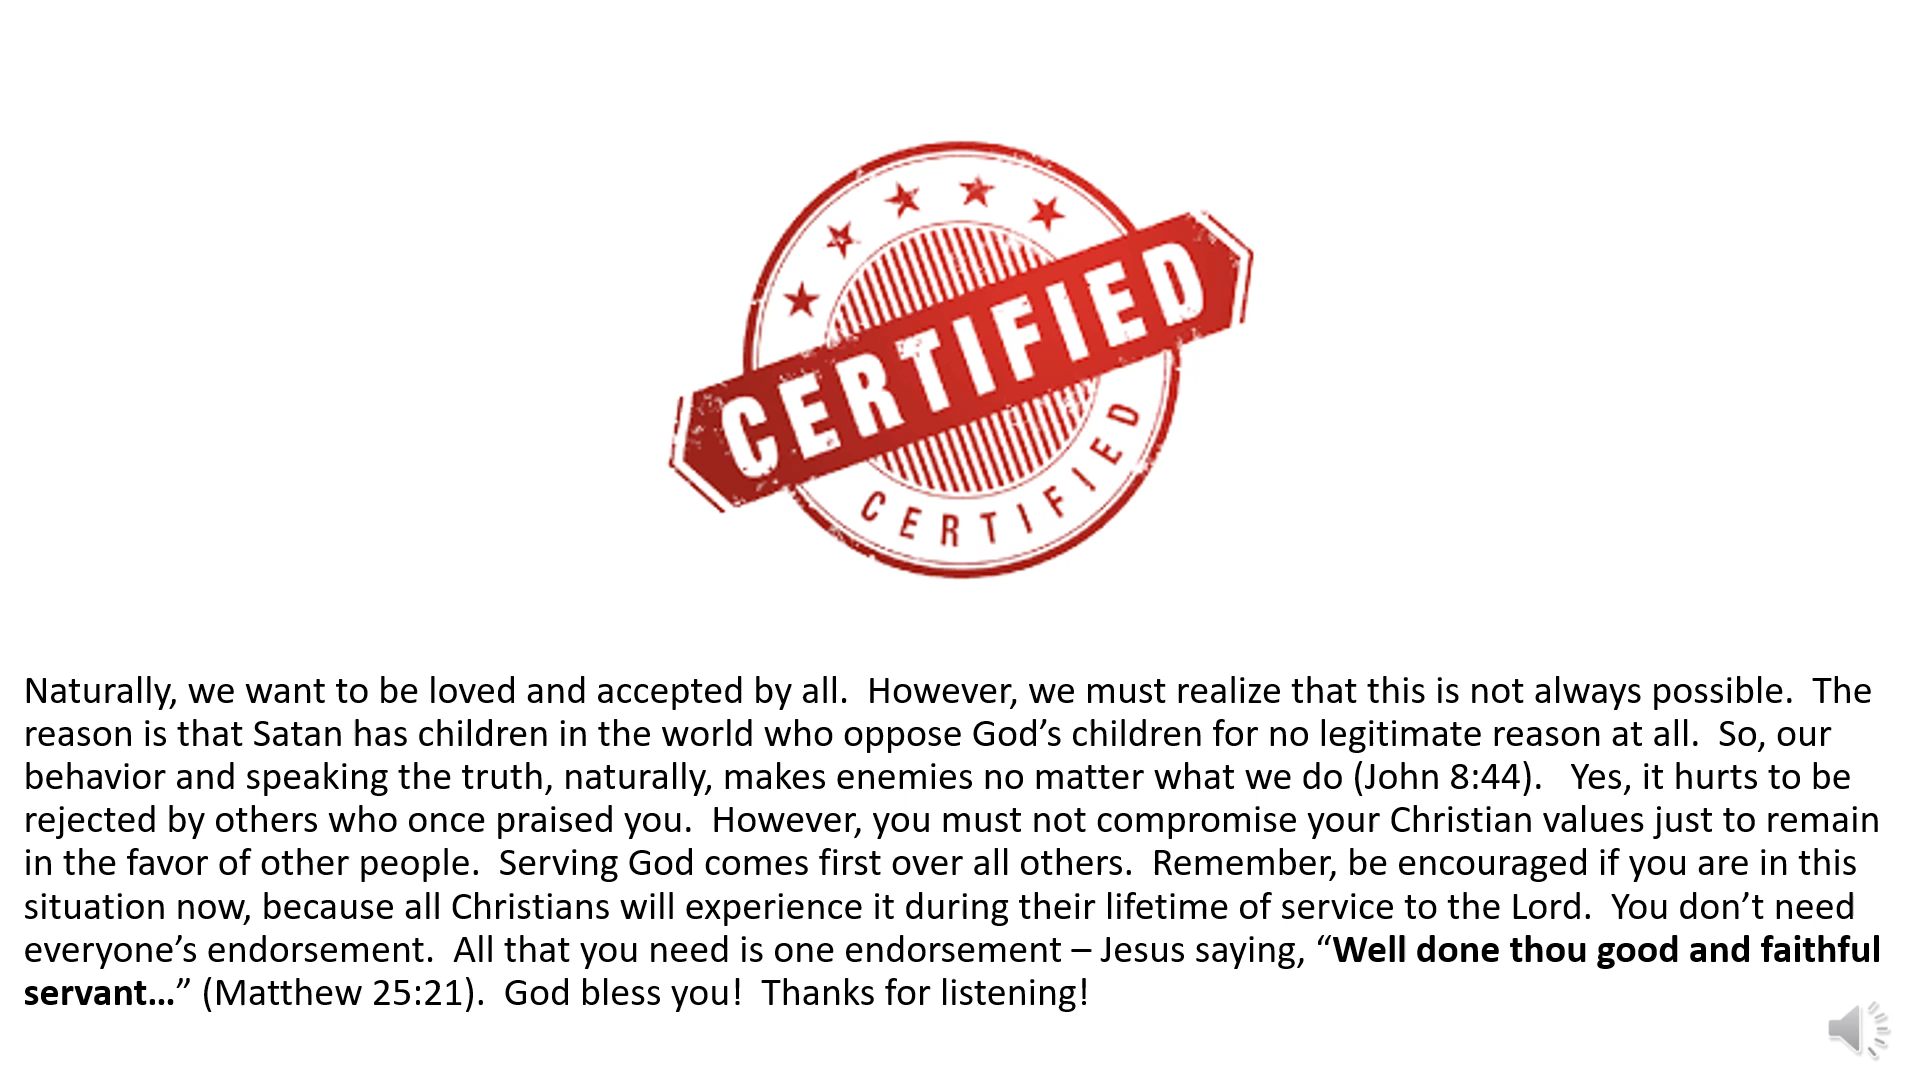 CERTIFIED
CERTIFIED
Naturally, we want to be loved and accepted by all.  However, we must realize that this is not always possible.  The
reason is that Satan has children in the world who oppose God’s children for no legitimate reason at all.  So, our
behavior and speaking the truth, naturally, makes enemies no matter what we do (John 8:44).   Yes, it hurts to be
rejected by others who once praised you.  However, you must not compromise your Christian values just to remain
in the favor of other people.  Serving God comes first over all others.  Remember, be encouraged if you are in this
situation now, because all Christians will experience it during their lifetime of service to the Lord.  You don’t need
everyone’s endorsement.  All that you need is one endorsement – Jesus saying, “Well done thou good and faithful
servant…” (Matthew 25:21).  God bless you!  Thanks for listening!